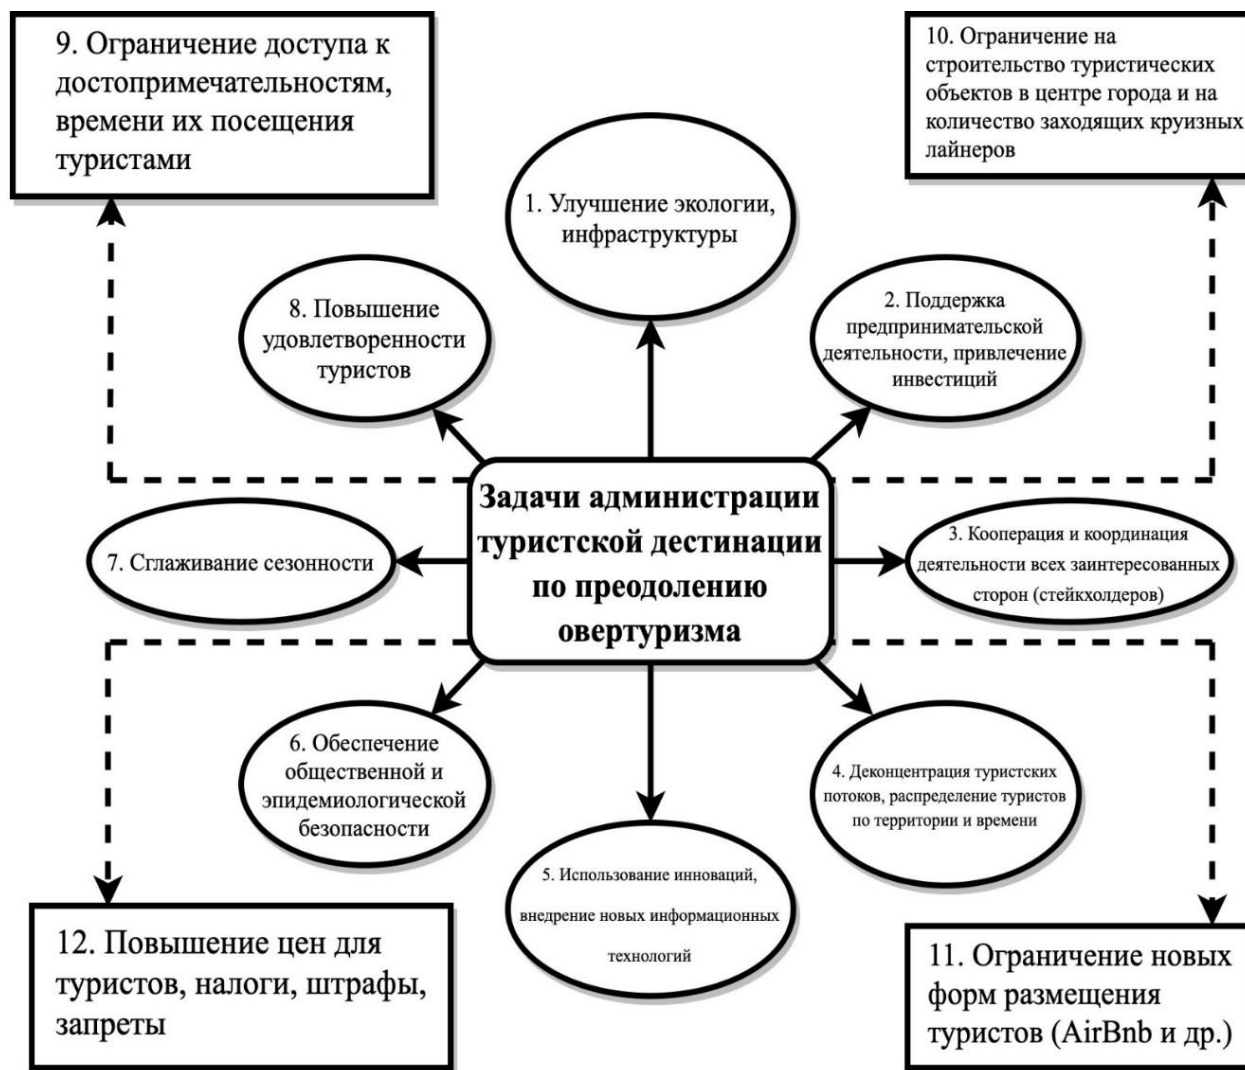 9. Ограничение доступа к
достопримечательностям,
времени их посещения
туристами
10. Ограничение на
строительство туристических
объектов в центре города и на
количество заходящих круизных
лайнеров
1. Улучшение экологии,
инфраструктуры
8. Повышение
удовлетворенности
туристов
2. Поддержка
предпринимательской
деятельности, привлечение
инвестиций
Задачи администрации
туристской дестинации
по преодолению
овертуризма
7. Сглаживание сезонности
3. Кооперация и координация
деятельности всех заинтересованных
сторон (стейкхолдеров)
6. Обеспечение
общественной и
эпидемиологической
безопасности
4. Деконцентрация туристских
потоков, распределение туристов
по территории и времени
5. Использование инноваций,
внедрение новых информационных
технологий
12. Повышение цен для
туристов, налоги, штрафы,
запреты
11. Ограничение новых
форм размещения
туристов (AirBnb и др.)